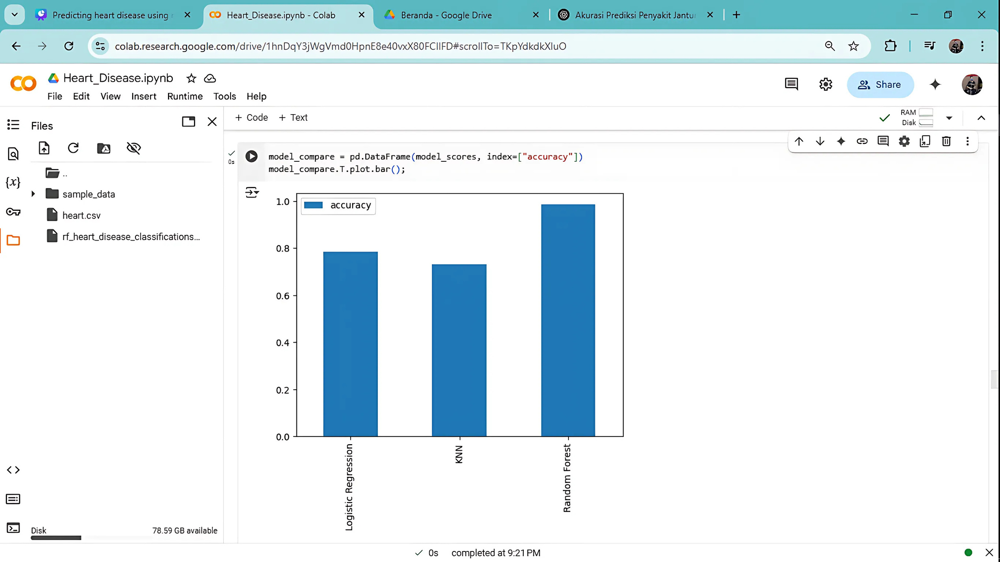 Predicting heart disease using
Heart_Disease.ipynb - Colab
Beranda - Google Drive
Akurasi Prediksi Penyakit Jantu
colab.research.google.com/drive/1hnDqY3jWgVmd0HpnE8e40vxX80FCIlFD#scrollTo=TKpYdkdkXIuO
Heart_Disease.ipynb
File Edit View Insert Runtime Tools Help
Share
Files
+ Code + Text
RAM
Disk
..
sample_data
heart.csv
rf_heart_disease_classifications...
Disk 78.59 GB available
0s
model_compare = pd.DataFrame(model_scores, index=["accuracy"])
model_compare.T.plot.bar();
accuracy
1.0
0.8
0.6
0.4
0.2
0.0
Logistic Regression
KNN
Random Forest
0s completed at 9:21 PM